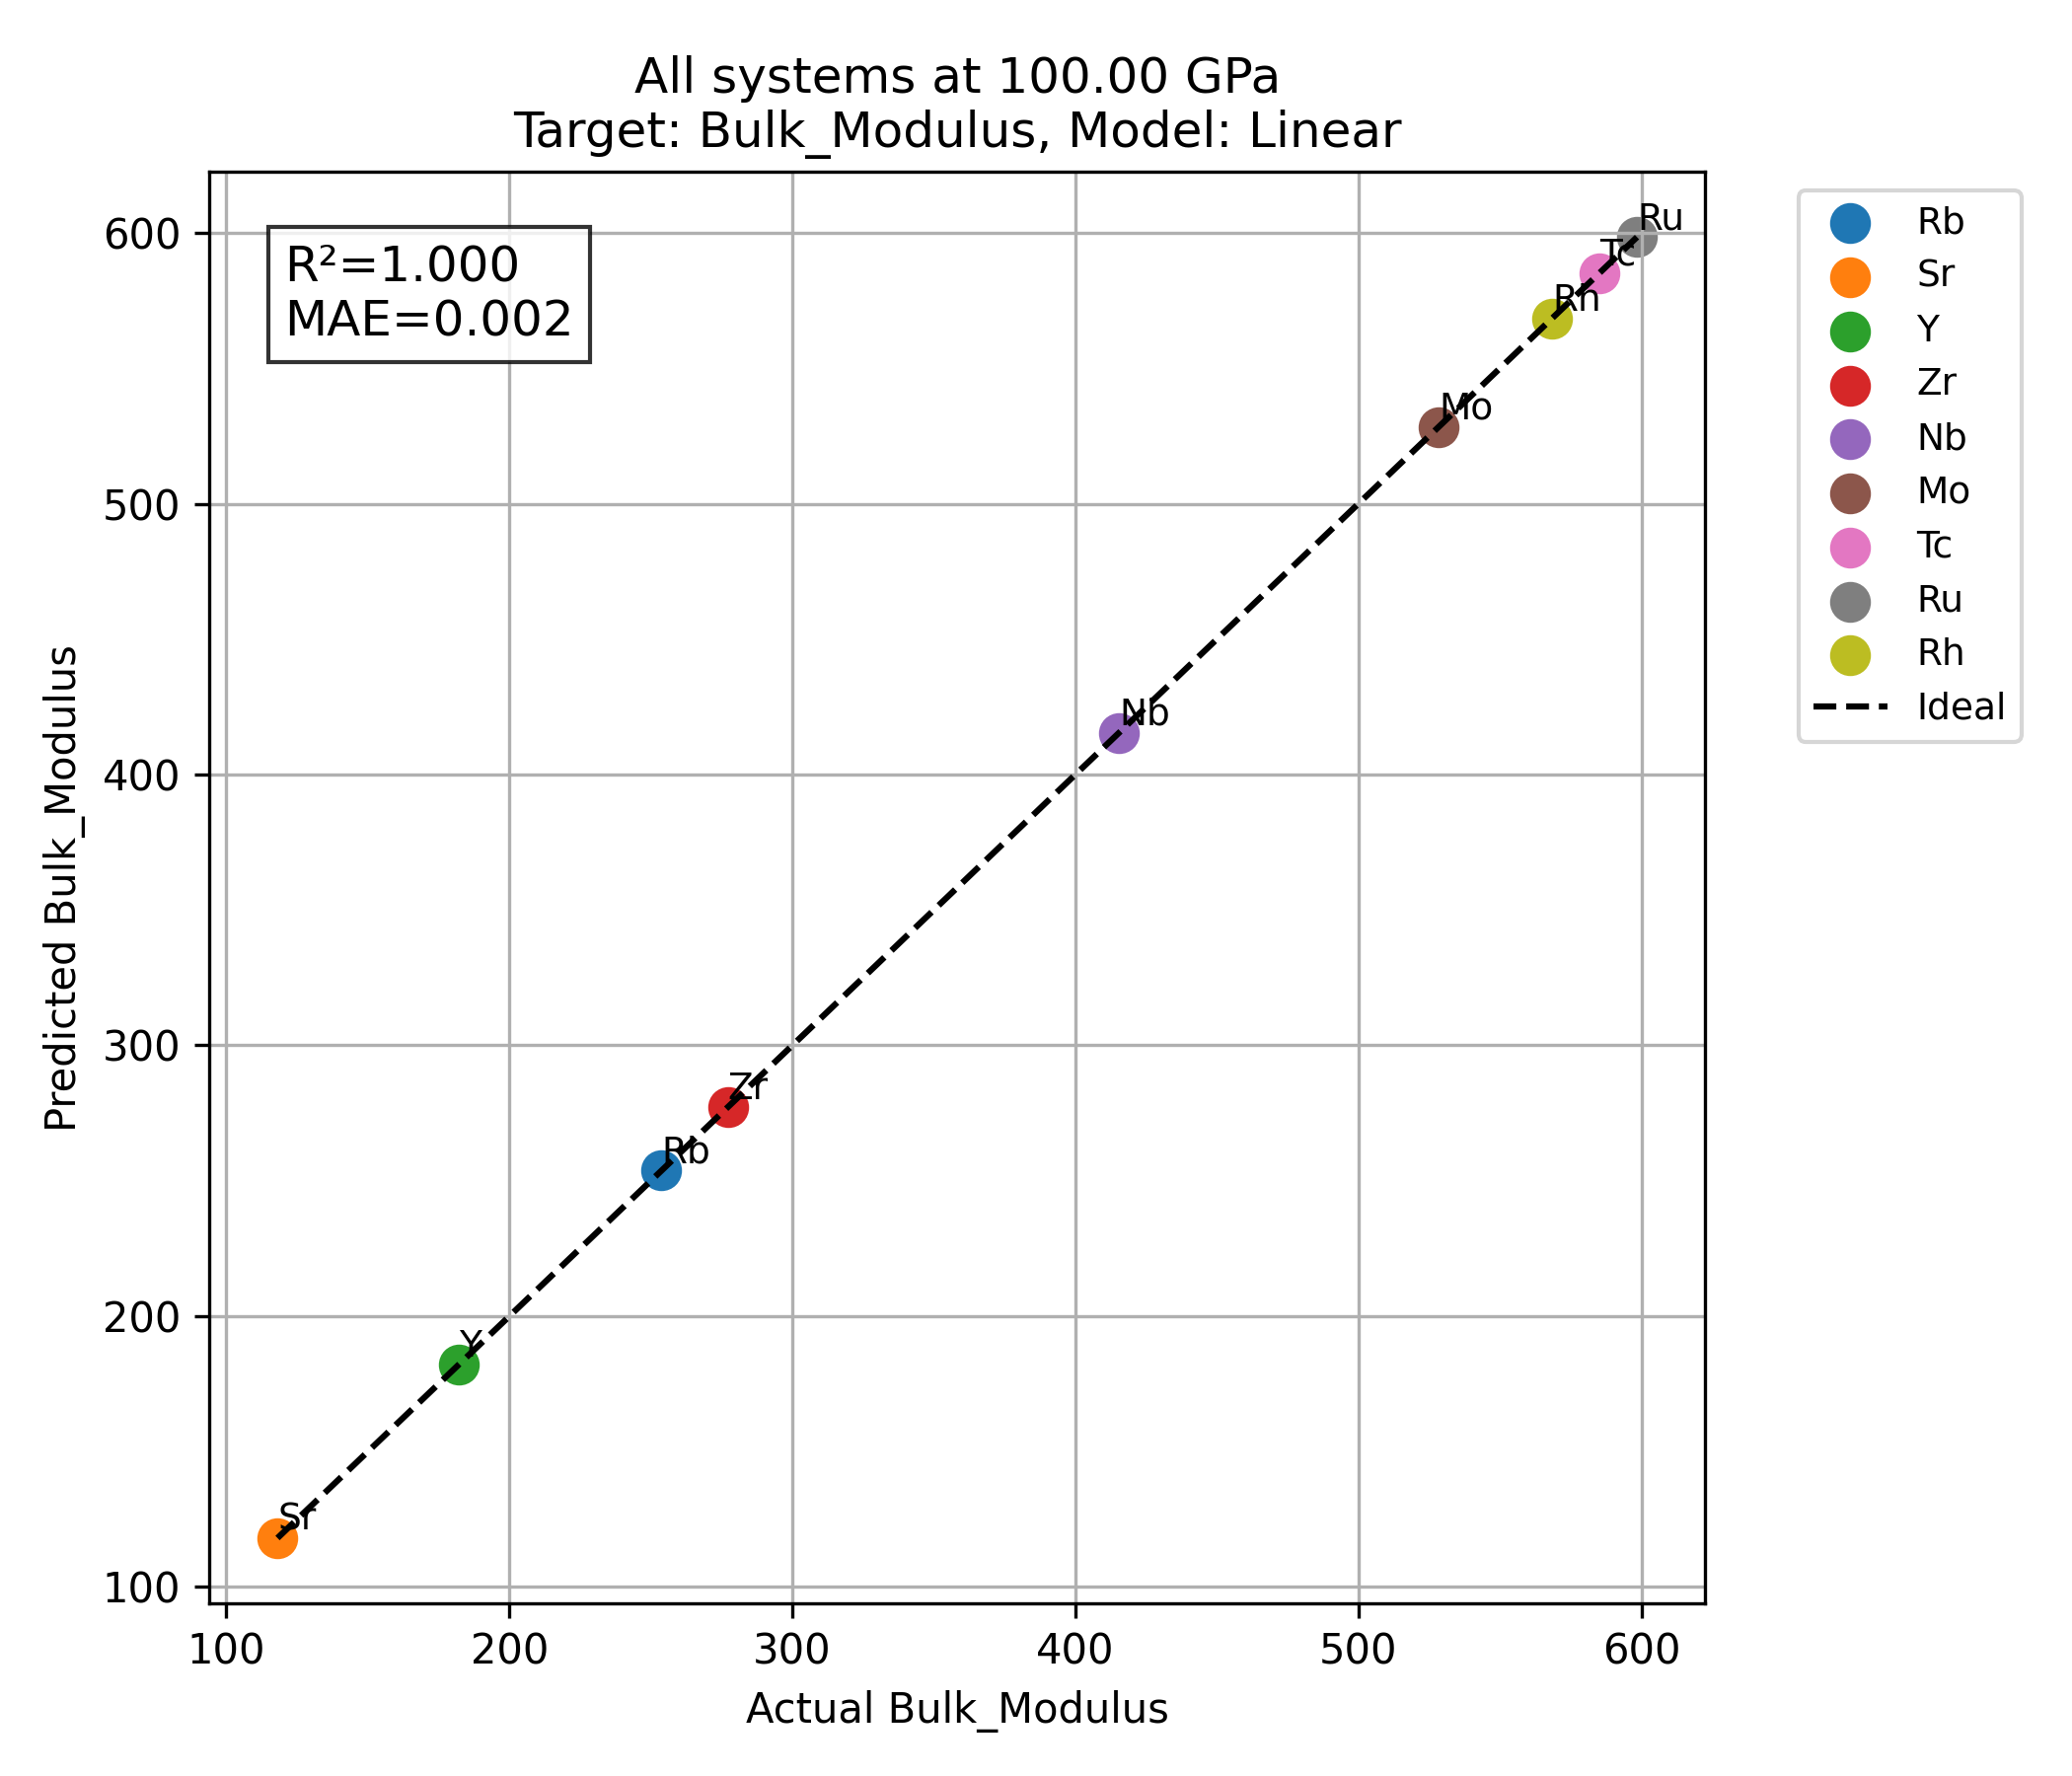 All systems at 100.00 GPa
Target: Bulk_Modulus, Model: Linear
R²=1.000
MAE=0.002
Predicted Bulk_Modulus
600
500
400
300
200
100
Ru
Tc
Rh
Mo
Nb
Zr
Rb
Y
Sr
100
200
300
400
500
600
Actual Bulk_Modulus
Rb
Sr
Y
Zr
Nb
Mo
Tc
Ru
Rh
Ideal